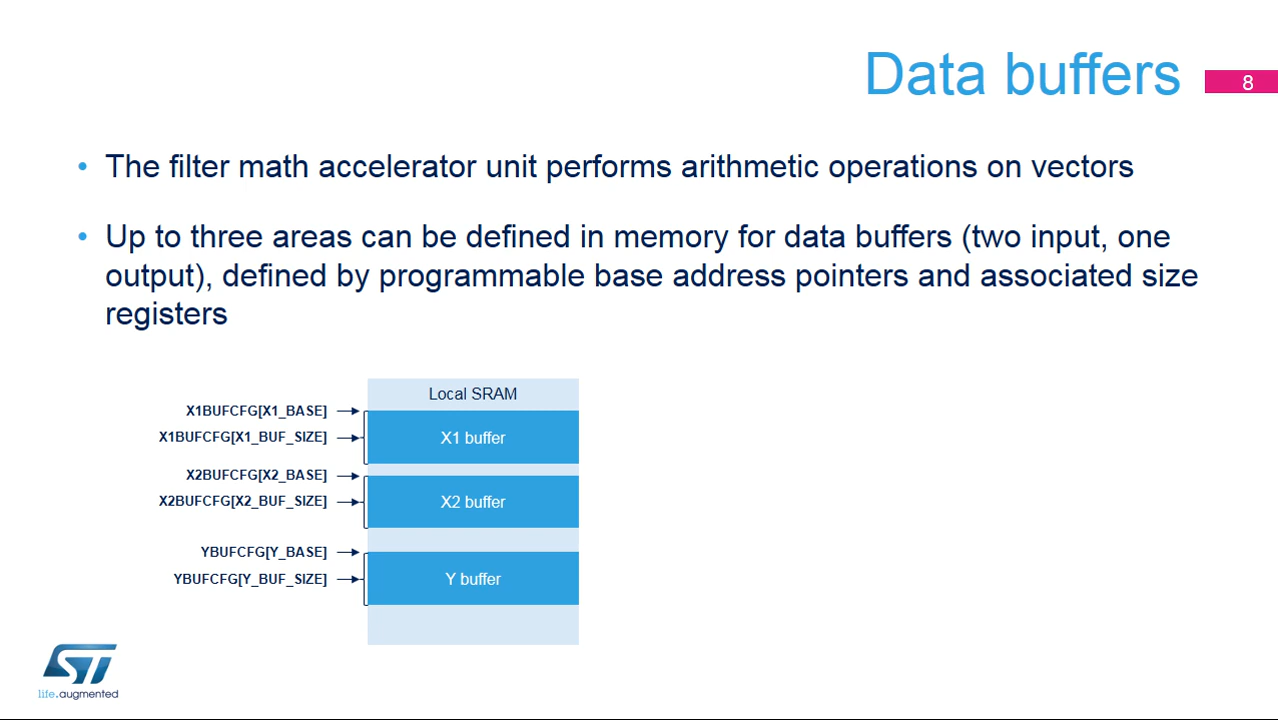 Data buffers
8
• The filter math accelerator unit performs arithmetic operations on vectors
• Up to three areas can be defined in memory for data buffers (two input, one
output), defined by programmable base address pointers and associated size
registers
Local SRAM
X1BUFCFG[X1_BASE]
X1BUFCFG[X1_BUF_SIZE]
X1 buffer
X2BUFCFG[X2_BASE]
X2BUFCFG[X2_BUF_SIZE]
X2 buffer
YBUFCFG[Y_BASE]
YBUFCFG[Y_BUF_SIZE]
Y buffer
ST
life.augmented